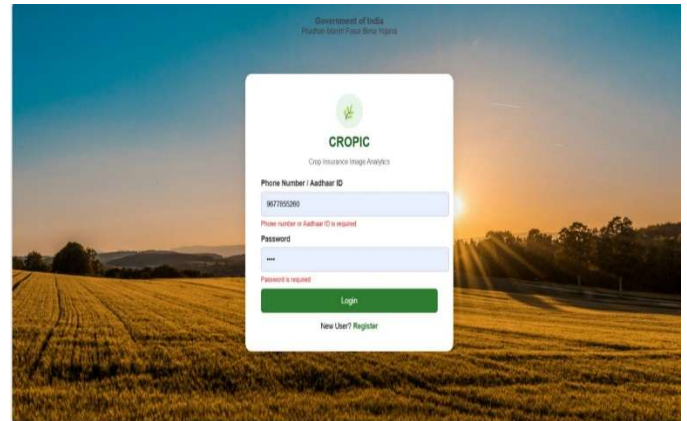 Government of India
Pradhan Mantri Fasal Bima Yojana
CROPIC
Crop Insurance Image Analytics
Phone Number / Aadhaar ID
9677855260
Phone number or Aadhaar ID is required
Password
••••
Password is required
Login
New User? Register